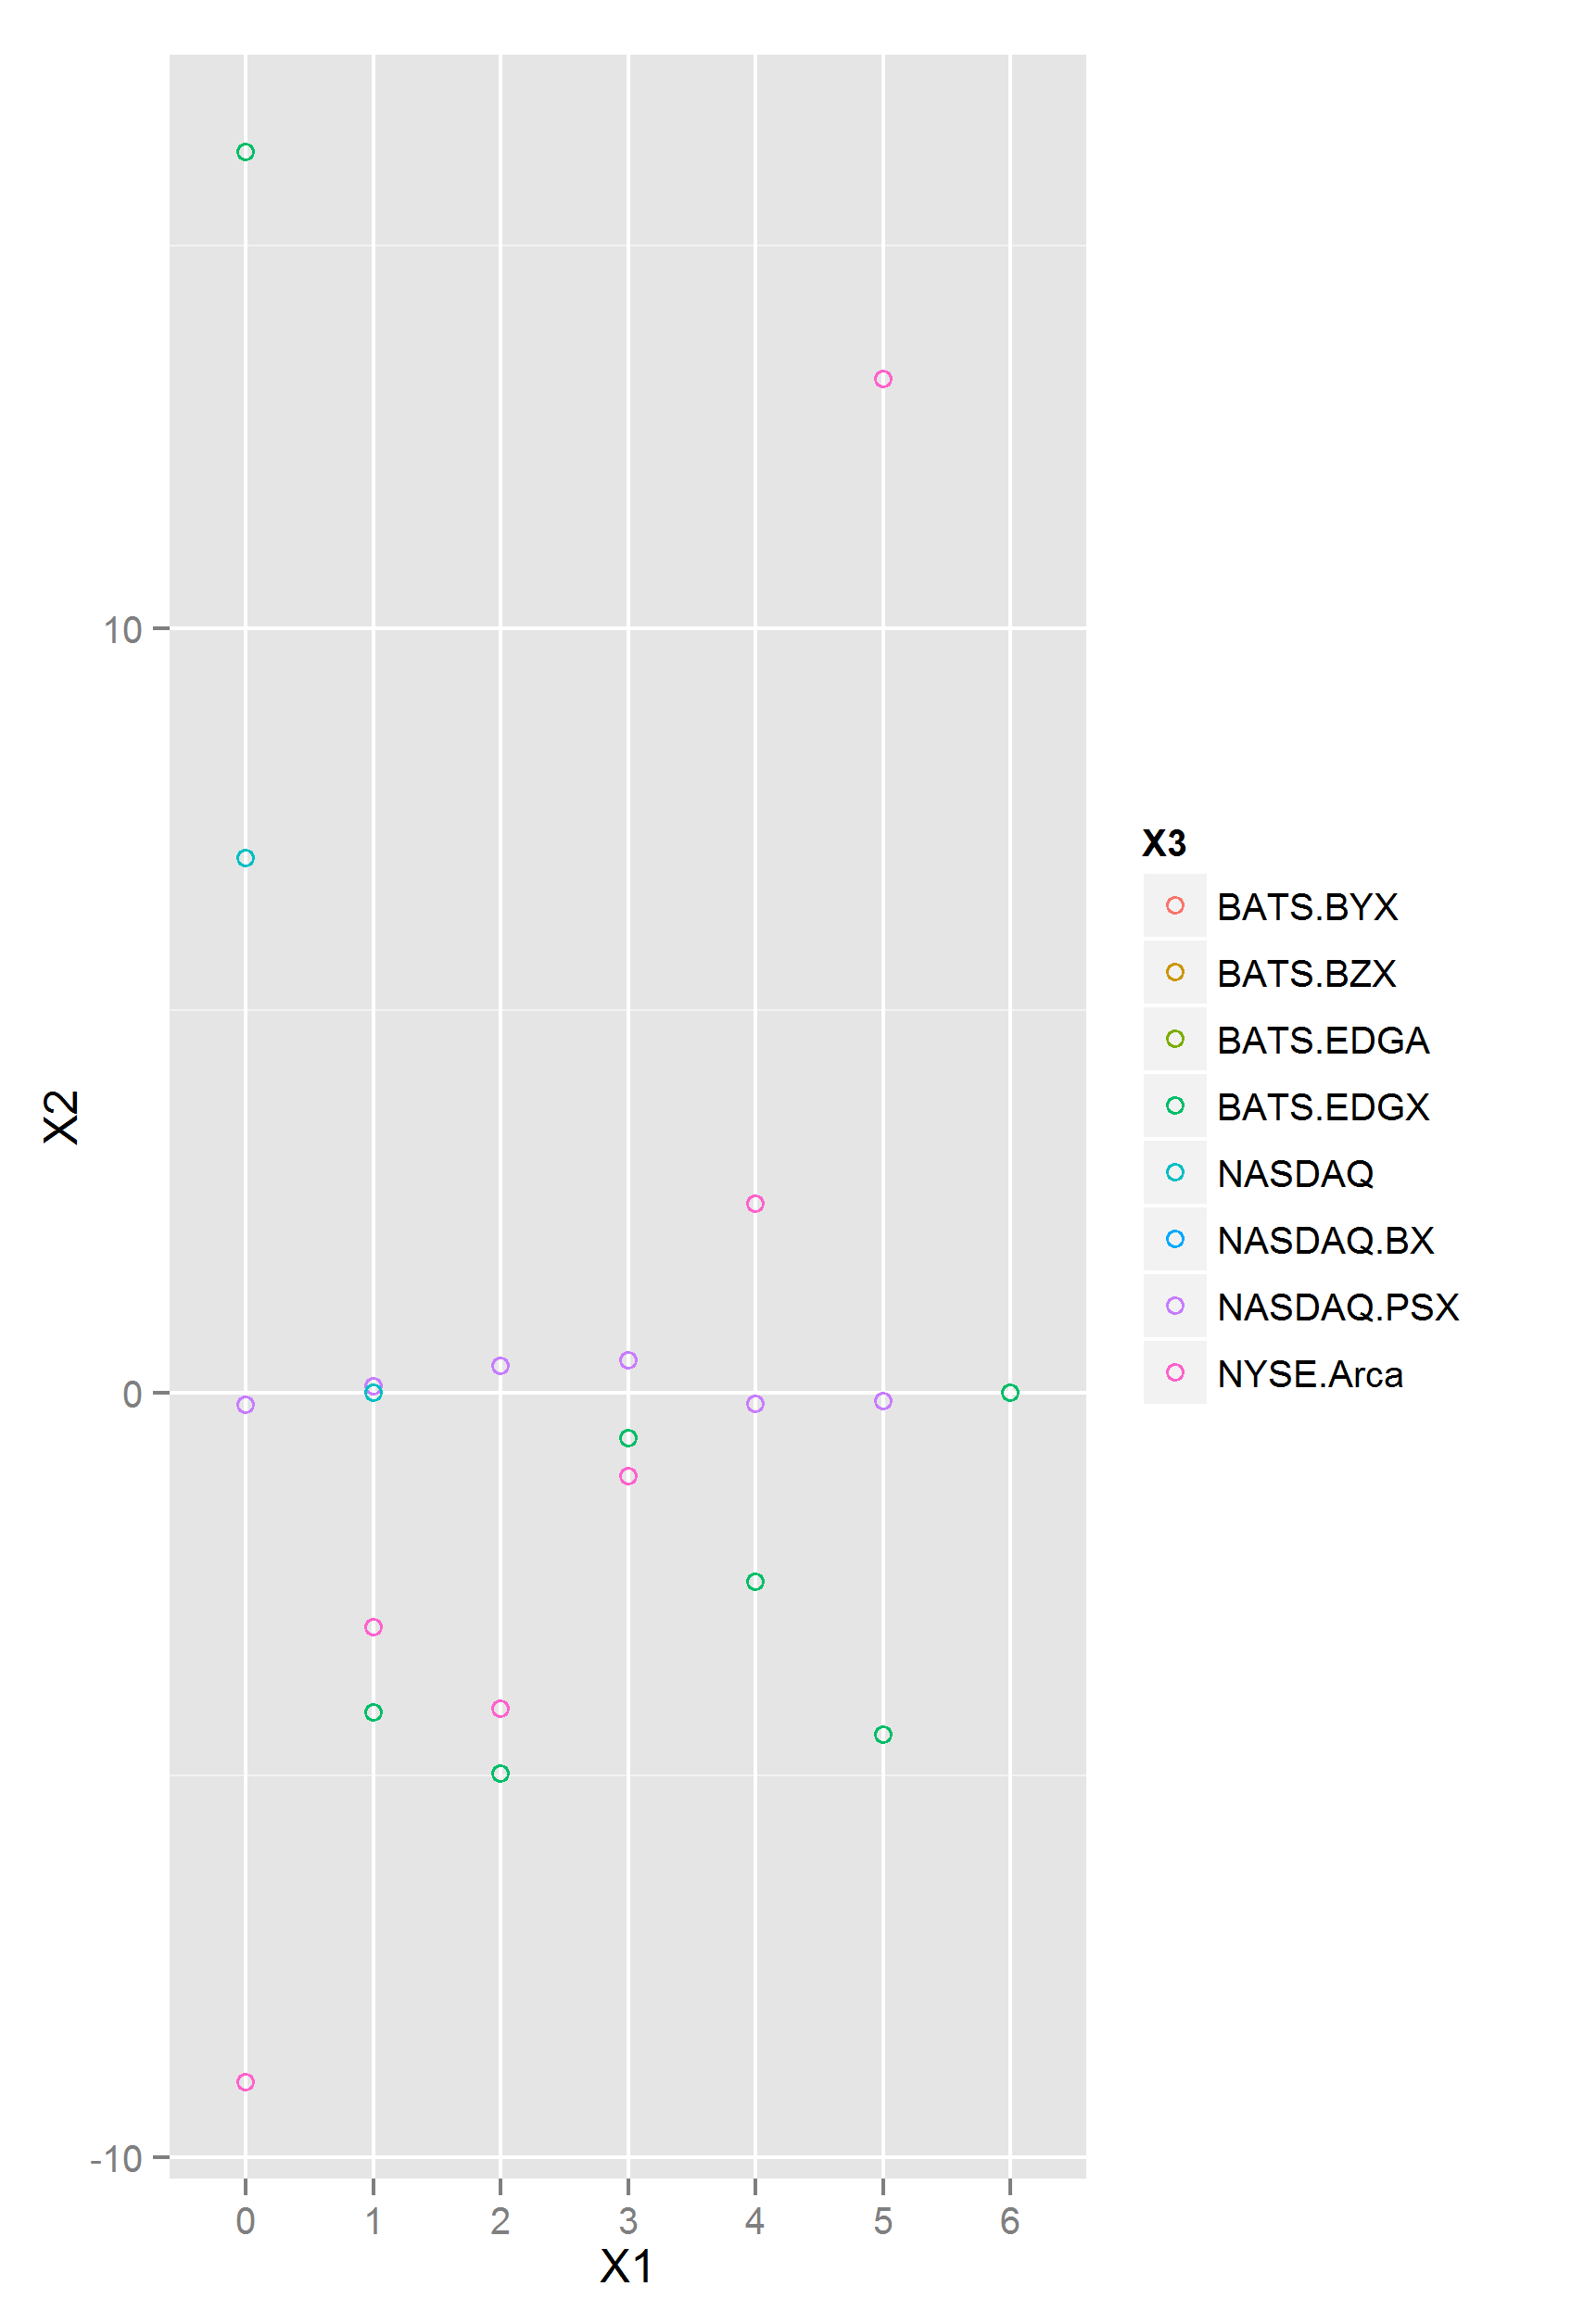 10
0
-10
X2
0 1 2 3 4 5 6
X1
X3
BATS.BYX
BATS.BZX
BATS.EDGA
BATS.EDGX
NASDAQ
NASDAQ.BX
NASDAQ.PSX
NYSE.Arca